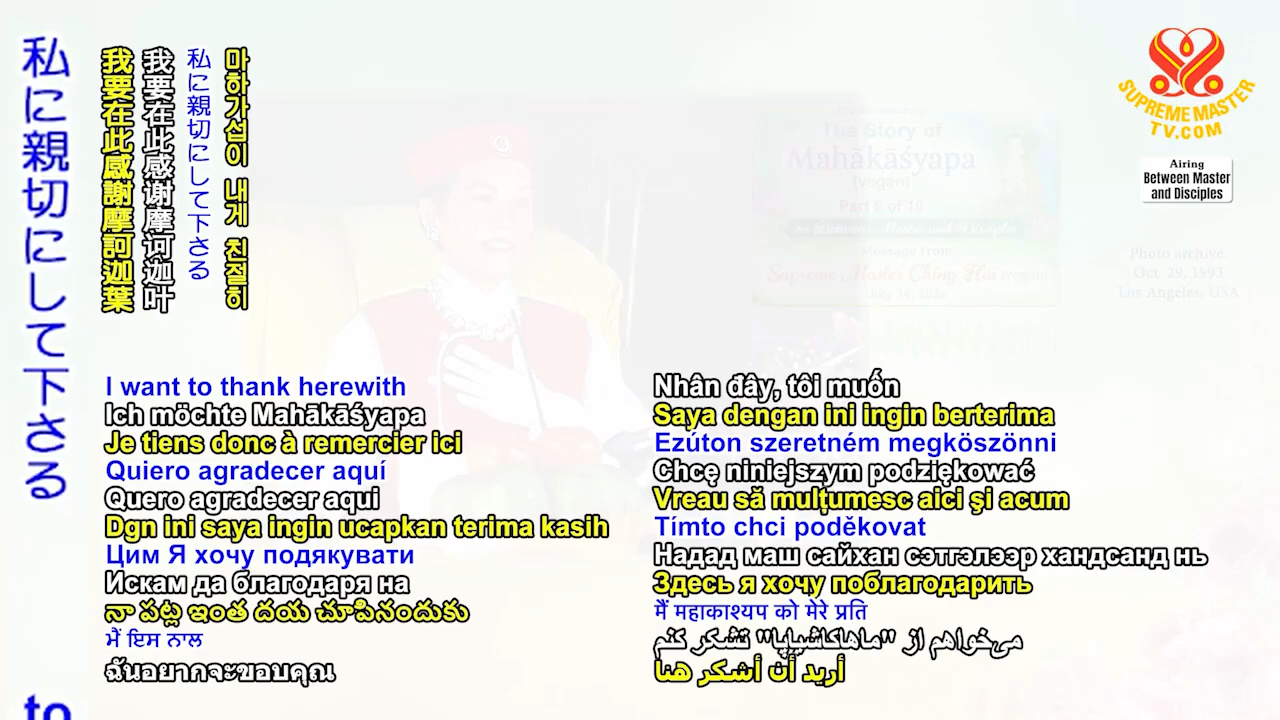 私に親切にして下さる
to
我要在此感謝摩訶迦葉
我要在此感谢摩诃迦叶
私に親切にして下さる
마하가섭이 내게 친절히
SUPREME MASTER
TV.COM
Airing
Between Master
and Disciples
The Story of
Mahākāśyapa
(vegan)
Part 6 of 10
on Between Master and Disciples
Message from
Supreme Master Ching Hai (vegan)
Photo archive
Oct. 29, 1993
Los Angeles, USA
I want to thank herewith
Ich möchte Mahākāśyapa
Je tiens donc à remercier ici
Quiero agradecer aquí
Quero agradecer aqui
Dgn ini saya ingin ucapkan terima kasih
Цим Я хочу подякувати
Искам да благодаря на
నా పట్ల ఇంత దయ చూపినందుకు
ਮੈਂ ਇਸ ਨਾਲ
ฉันอยากจะขอบคุณ
Nhân đây, tôi muốn
Saya dengan ini ingin berterima
Ezúton szeretném megköszönni
Chcę niniejszym podziękować
Vreau să mulțumesc aici şi acum
Tímto chci poděkovat
Надад маш сайхан сэтгэлээр хандсанд нь
Здесь я хочу поблагодарить
मैं महाकाश्यप को मेरे प्रति
می‌خواهم از "ماهاکاشیاپا" تشکر کنم
أريد أن أشكر هنا